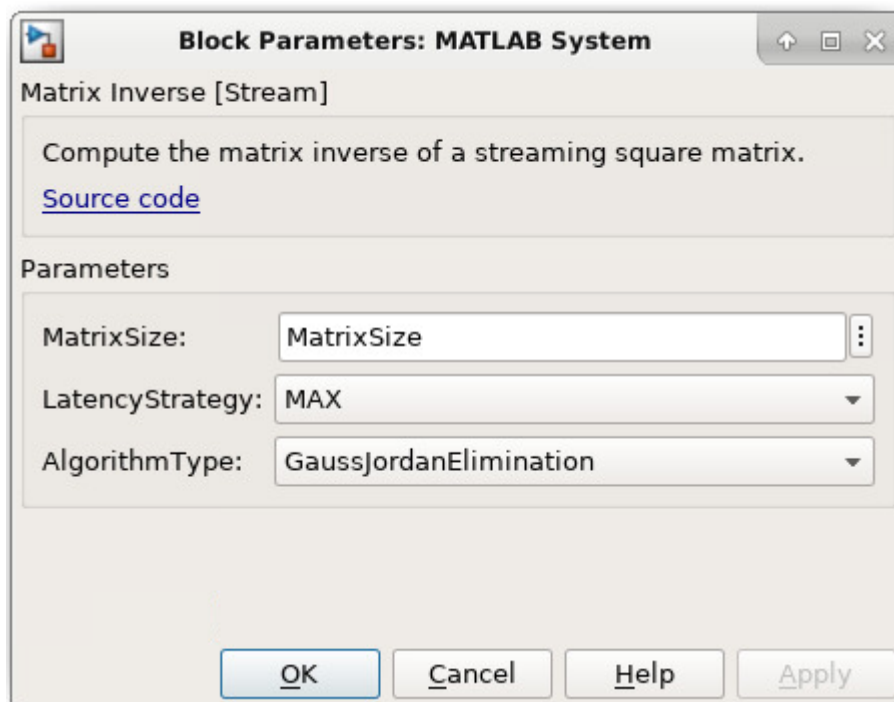 Block Parameters: MATLAB System
Matrix Inverse [Stream]
Compute the matrix inverse of a streaming square matrix.
Source code
Parameters
MatrixSize: MatrixSize
LatencyStrategy: MAX
AlgorithmType: GaussJordanElimination
OK Cancel Help Apply